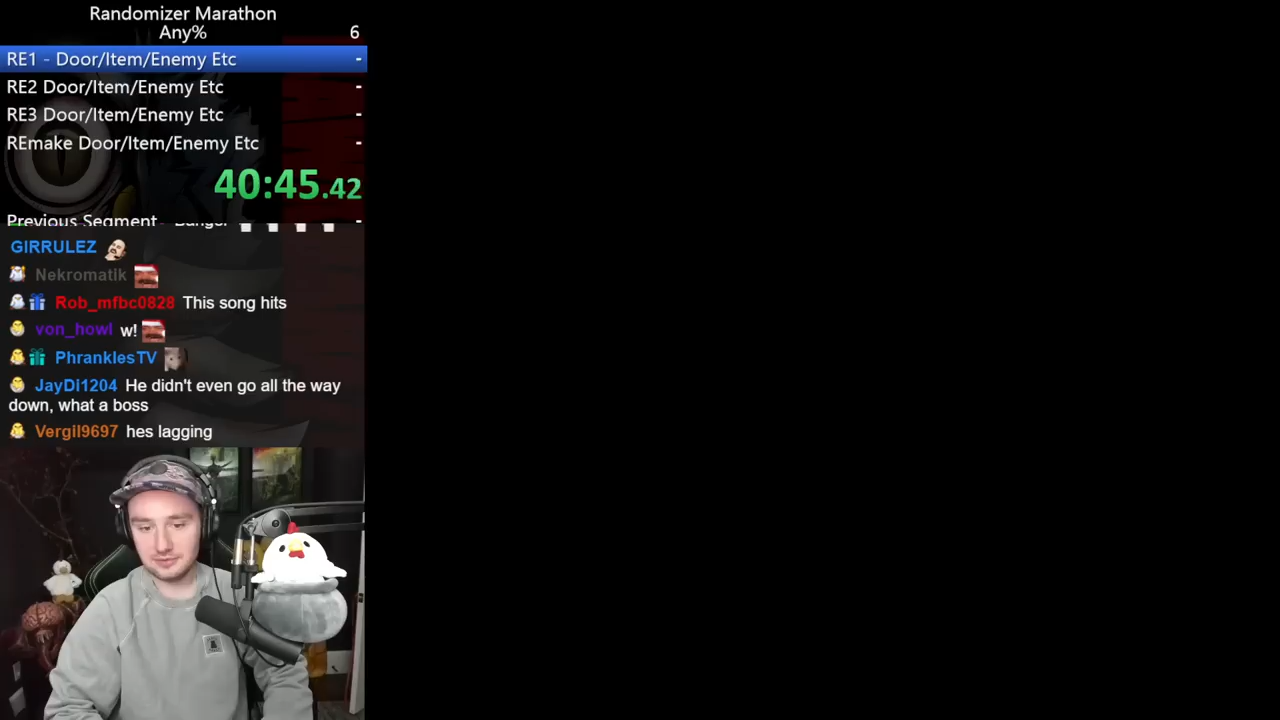 Randomizer Marathon
Any% 6
RE1 - Door/Item/Enemy Etc -
RE2 Door/Item/Enemy Etc -
RE3 Door/Item/Enemy Etc -
REmake Door/Item/Enemy Etc -
40:45.42
Previous Segment -
GIRRULEZ
Nekromatik
Rob_mfbc0828 This song hits
von_howl w!
PhranklesTV
JayDi1204 He didn't even go all the way
down, what a boss
Vergil9697 hes lagging